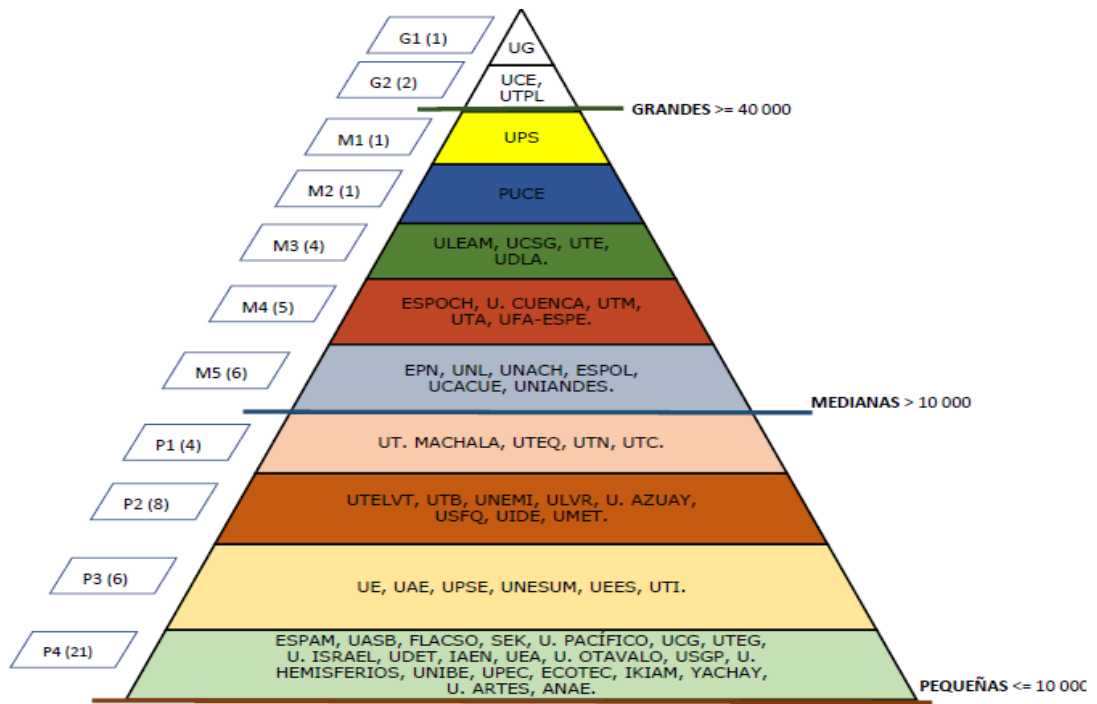 G1 (1)
UG
G2 (2)
UCE,
UTPL
GRANDES >= 40 000
M1 (1)
UPS
M2 (1)
PUCE
M3 (4)
ULEAM, UCSG, UTE,
UDLA.
M4 (5)
ESPOCH, U. CUENCA, UTM,
UTA, UFA-ESPE.
M5 (6)
EPN, UNL, UNACH, ESPOL,
UCACUE, UNIANDES.
MEDIANAS > 10 000
P1 (4)
UT. MACHALA, UTEQ, UTN, UTC.
P2 (8)
UTELVT, UTB, UNEMI, ULVR, U. AZUAY,
USFQ, UIDE, UMET.
P3 (6)
UE, UAE, UPSE, UNESUM, UEES, UTI.
P4 (21)
ESPAM, UASB, FLACSO, SEK, U. PACÍFICO, UCG, UTEG,
U. ISRAEL, UDET, IAEN, UEA, U. OTAVALO, USGP, U.
HEMISFERIOS, UNIBE, UPEC, ECOTEC, IKIAM, YACHAY,
U. ARTES, ANAE.
PEQUEÑAS <= 10 000